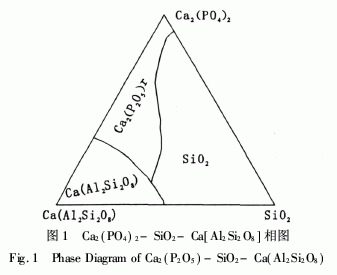 Ca₂(PO₄)₂
Ca₂(P₂O₅)r
SiO₂
Ca(Al₂Si₂O₈)
Ca(Al₂Si₂O₈)
SiO₂
图 1 Ca₂(PO₄)₂－SiO₂－Ca[Al₂Si₂O₈]相图
Fig. 1 Phase Diagram of Ca₂(P₂O₅)－SiO₂－Ca(Al₂Si₂O₈)